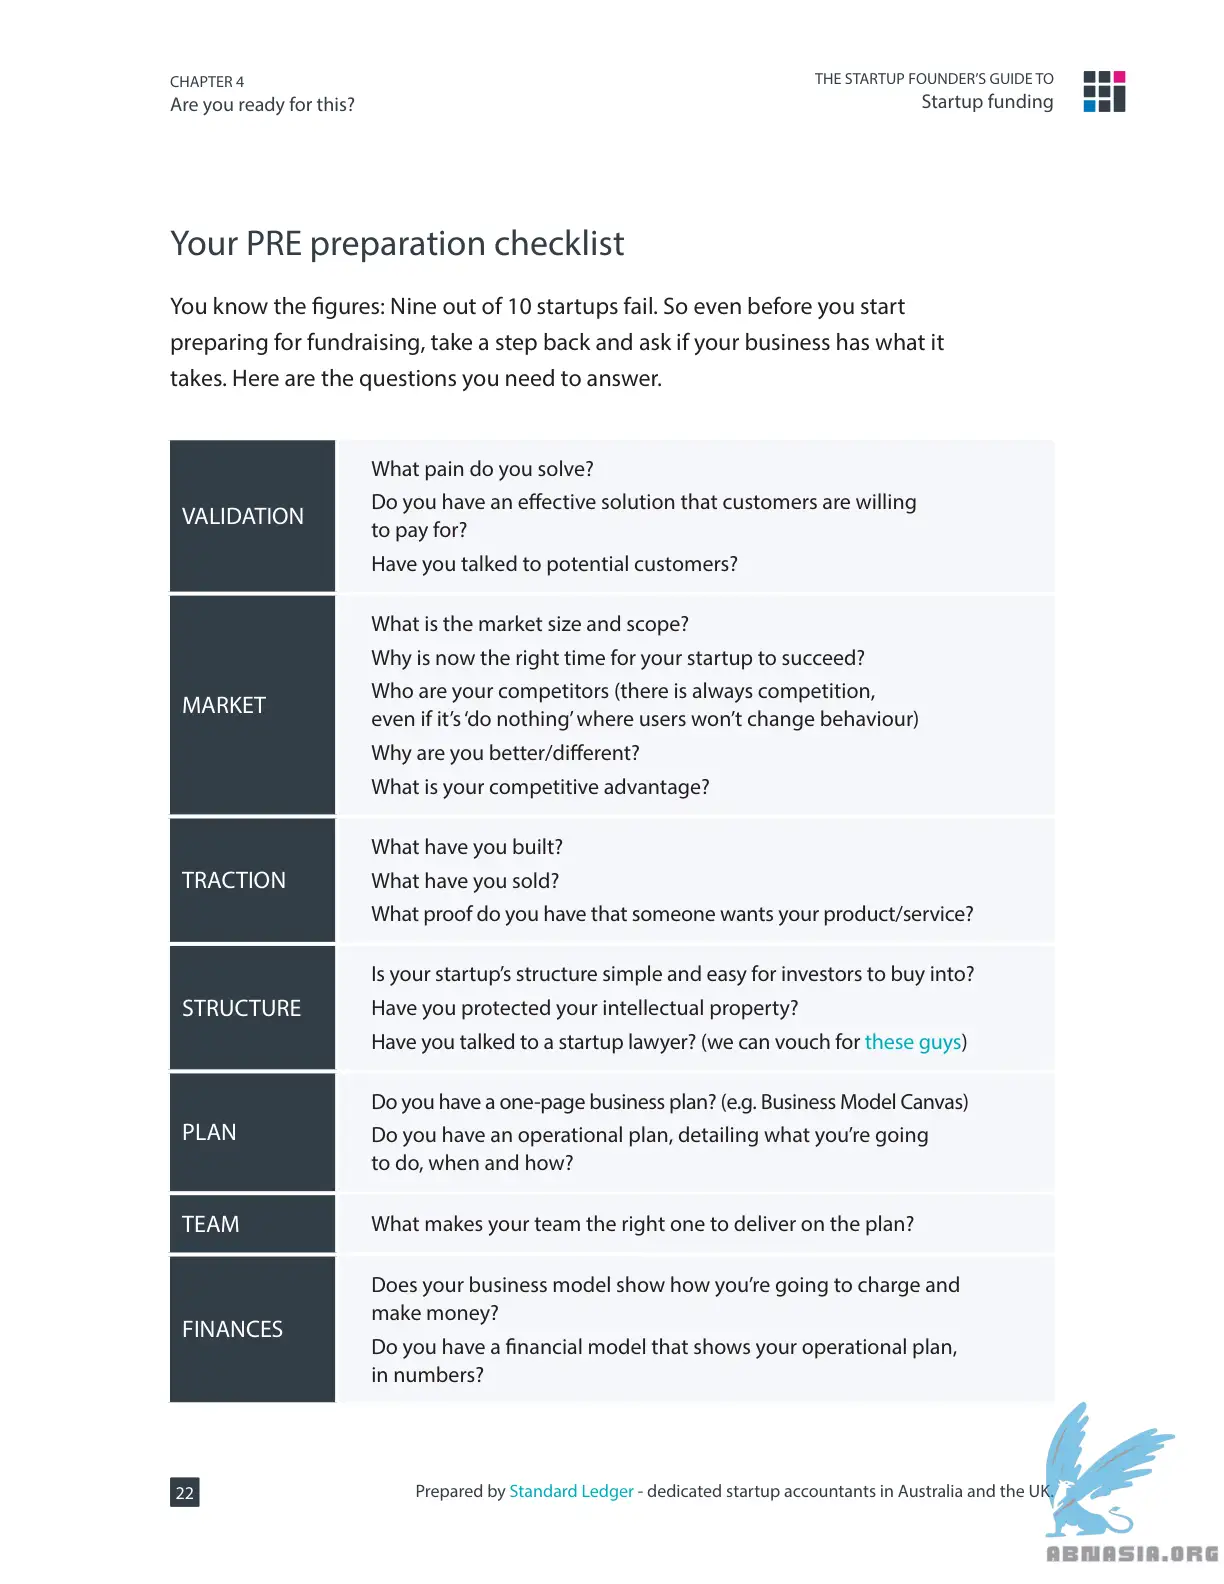 CHAPTER 4
Are you ready for this?
THE STARTUP FOUNDER’S GUIDE TO
Startup funding
Your PRE preparation checklist
You know the figures: Nine out of 10 startups fail. So even before you start
preparing for fundraising, take a step back and ask if your business has what it
takes. Here are the questions you need to answer.
VALIDATION
What pain do you solve?
Do you have an effective solution that customers are willing
to pay for?
Have you talked to potential customers?
MARKET
What is the market size and scope?
Why is now the right time for your startup to succeed?
Who are your competitors (there is always competition,
even if it’s ‘do nothing’ where users won’t change behaviour)
Why are you better/different?
What is your competitive advantage?
TRACTION
What have you built?
What have you sold?
What proof do you have that someone wants your product/service?
STRUCTURE
Is your startup’s structure simple and easy for investors to buy into?
Have you protected your intellectual property?
Have you talked to a startup lawyer? (we can vouch for these guys)
PLAN
Do you have a one-page business plan? (e.g. Business Model Canvas)
Do you have an operational plan, detailing what you’re going
to do, when and how?
TEAM
What makes your team the right one to deliver on the plan?
FINANCES
Does your business model show how you’re going to charge and
make money?
Do you have a financial model that shows your operational plan,
in numbers?
22
Prepared by Standard Ledger - dedicated startup accountants in Australia and the UK.
ABNASIA.ORG